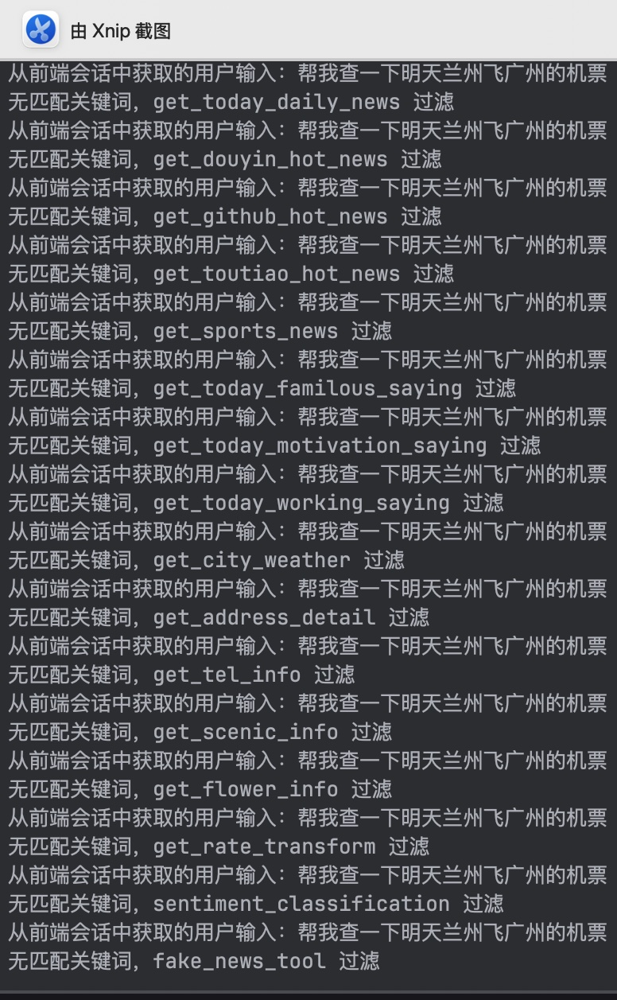 由 Xnip 截图
从前端会话中获取的用户输入：帮我查一下明天兰州飞广州的机票
无匹配关键词，get_today_daily_news 过滤
从前端会话中获取的用户输入：帮我查一下明天兰州飞广州的机票
无匹配关键词，get_douyin_hot_news 过滤
从前端会话中获取的用户输入：帮我查一下明天兰州飞广州的机票
无匹配关键词，get_github_hot_news 过滤
从前端会话中获取的用户输入：帮我查一下明天兰州飞广州的机票
无匹配关键词，get_toutiao_hot_news 过滤
从前端会话中获取的用户输入：帮我查一下明天兰州飞广州的机票
无匹配关键词，get_sports_news 过滤
从前端会话中获取的用户输入：帮我查一下明天兰州飞广州的机票
无匹配关键词，get_today_familous_saying 过滤
从前端会话中获取的用户输入：帮我查一下明天兰州飞广州的机票
无匹配关键词，get_today_motivation_saying 过滤
从前端会话中获取的用户输入：帮我查一下明天兰州飞广州的机票
无匹配关键词，get_today_working_saying 过滤
从前端会话中获取的用户输入：帮我查一下明天兰州飞广州的机票
无匹配关键词，get_city_weather 过滤
从前端会话中获取的用户输入：帮我查一下明天兰州飞广州的机票
无匹配关键词，get_address_detail 过滤
从前端会话中获取的用户输入：帮我查一下明天兰州飞广州的机票
无匹配关键词，get_tel_info 过滤
从前端会话中获取的用户输入：帮我查一下明天兰州飞广州的机票
无匹配关键词，get_scenic_info 过滤
从前端会话中获取的用户输入：帮我查一下明天兰州飞广州的机票
无匹配关键词，get_flower_info 过滤
从前端会话中获取的用户输入：帮我查一下明天兰州飞广州的机票
无匹配关键词，get_rate_transform 过滤
从前端会话中获取的用户输入：帮我查一下明天兰州飞广州的机票
无匹配关键词，sentiment_classification 过滤
从前端会话中获取的用户输入：帮我查一下明天兰州飞广州的机票
无匹配关键词，fake_news_tool 过滤